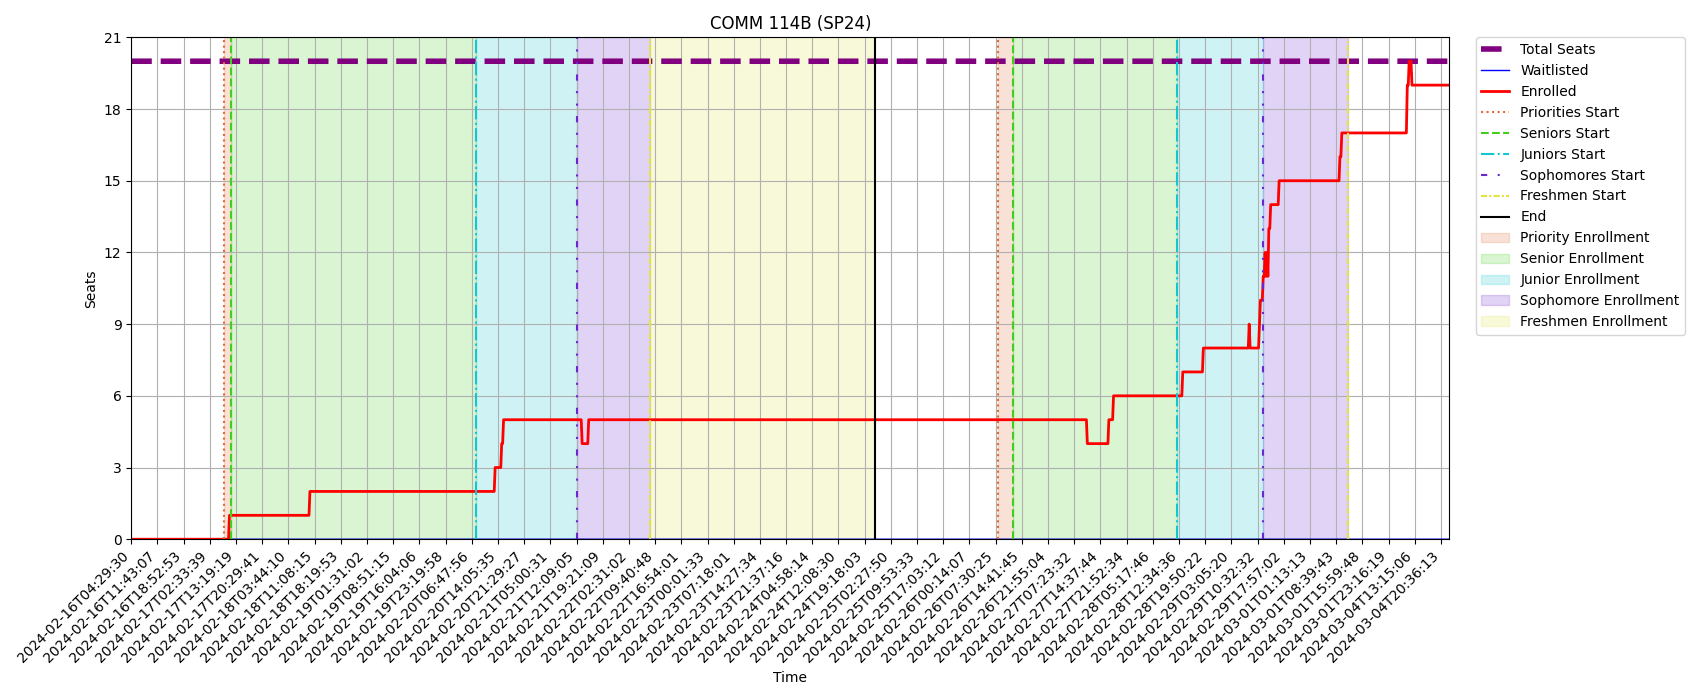 COMM 114B (SP24)
Seats
21
18
15
12
9
6
3
0
2024-02-16T04:29:30
2024-02-16T11:43:07
2024-02-16T18:52:53
2024-02-17T02:33:39
2024-02-17T13:19:19
2024-02-17T20:29:41
2024-02-18T03:44:10
2024-02-18T11:08:15
2024-02-18T18:19:53
2024-02-19T01:31:02
2024-02-19T08:51:15
2024-02-19T16:04:06
2024-02-19T23:19:58
2024-02-20T06:47:56
2024-02-20T14:05:35
2024-02-20T21:29:27
2024-02-21T05:00:31
2024-02-21T12:09:05
2024-02-21T19:21:09
2024-02-22T02:31:02
2024-02-22T09:40:48
2024-02-22T16:54:01
2024-02-23T00:01:33
2024-02-23T07:18:01
2024-02-23T14:27:34
2024-02-23T21:37:16
2024-02-24T04:58:14
2024-02-24T12:08:30
2024-02-24T19:18:03
2024-02-25T02:27:50
2024-02-25T09:53:33
2024-02-25T17:03:12
2024-02-26T00:14:07
2024-02-26T07:30:25
2024-02-26T14:41:45
2024-02-26T21:55:04
2024-02-27T07:23:32
2024-02-27T14:37:44
2024-02-27T21:52:34
2024-02-28T05:17:46
2024-02-28T12:34:36
2024-02-28T19:50:22
2024-02-29T03:05:20
2024-02-29T10:32:32
2024-02-29T17:57:02
2024-03-01T01:13:13
2024-03-01T08:39:43
2024-03-01T15:59:48
2024-03-01T23:16:19
2024-03-04T13:15:06
2024-03-04T20:36:13
Time
Total Seats
Waitlisted
Enrolled
Priorities Start
Seniors Start
Juniors Start
Sophomores Start
Freshmen Start
End
Priority Enrollment
Senior Enrollment
Junior Enrollment
Sophomore Enrollment
Freshmen Enrollment